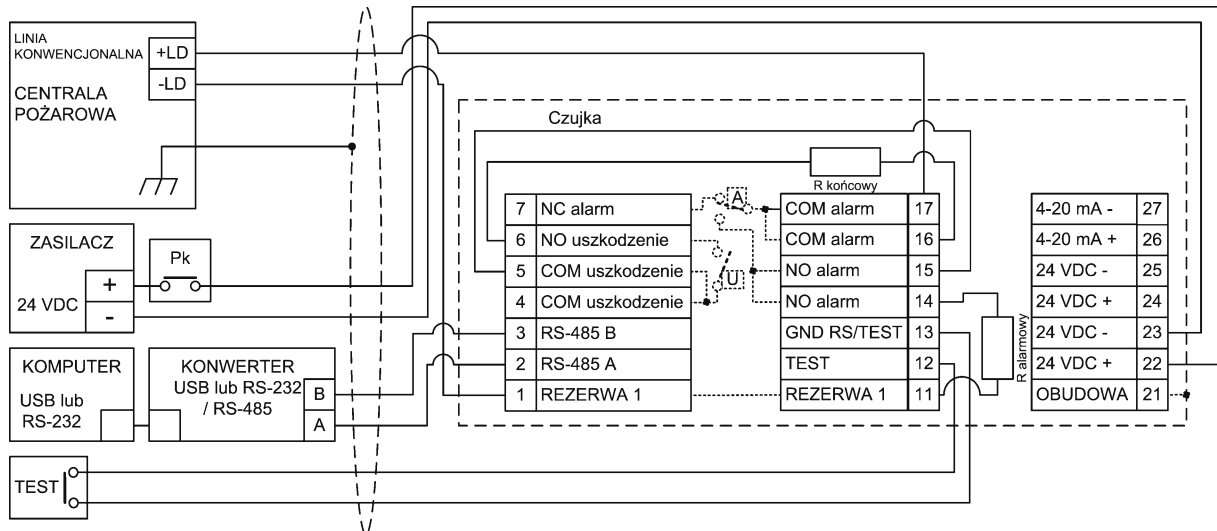 LINIA
KONWENCJONALNA
+LD
-LD
CENTRALA
POŻAROWA
ZASILACZ
24 VDC
+
-
Pk
KOMPUTER
USB lub
RS-232
KONWERTER
USB lub RS-232
/ RS-485
B
A
TEST
Czujka
R końcowy
7 NC alarm
6 NO uszkodzenie
5 COM uszkodzenie
4 COM uszkodzenie
3 RS-485 B
2 RS-485 A
1 REZERWA 1
A
U
COM alarm 17
COM alarm 16
NO alarm 15
NO alarm 14
GND RS/TEST 13
TEST 12
REZERWA 1 11
R alarmowy
4-20 mA - 27
4-20 mA + 26
24 VDC - 25
24 VDC + 24
24 VDC - 23
24 VDC + 22
OBUDOWA 21